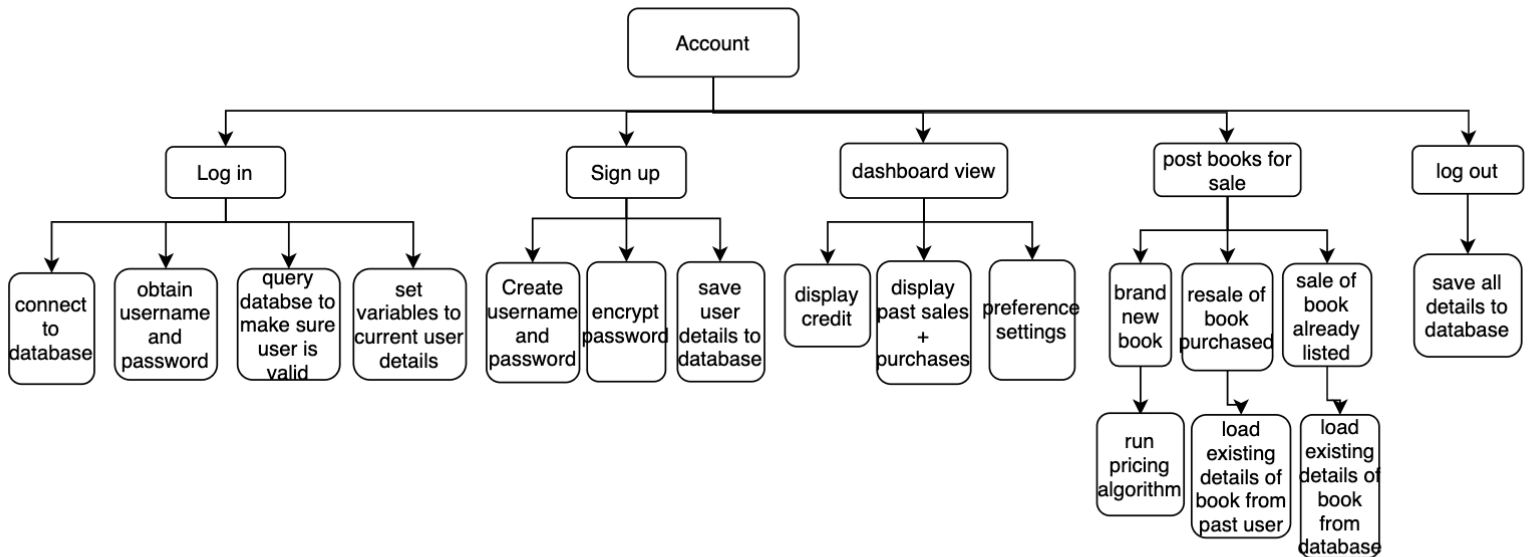 Account
Log in
Sign up
dashboard view
post books for
sale
log out
connect
to
database
obtain
username
and
password
query
databse to
make sure
user is
valid
set
variables to
current user
details
Create
username
and
password
encrypt
password
save
user
details to
database
display
credit
display
past sales
+
purchases
preference
settings
brand
new
book
resale of
book
purchased
sale of
book
already
listed
save all
details to
database
run
pricing
algorithm
load
existing
details of
book from
past user
load
existing
details of
book
from
database